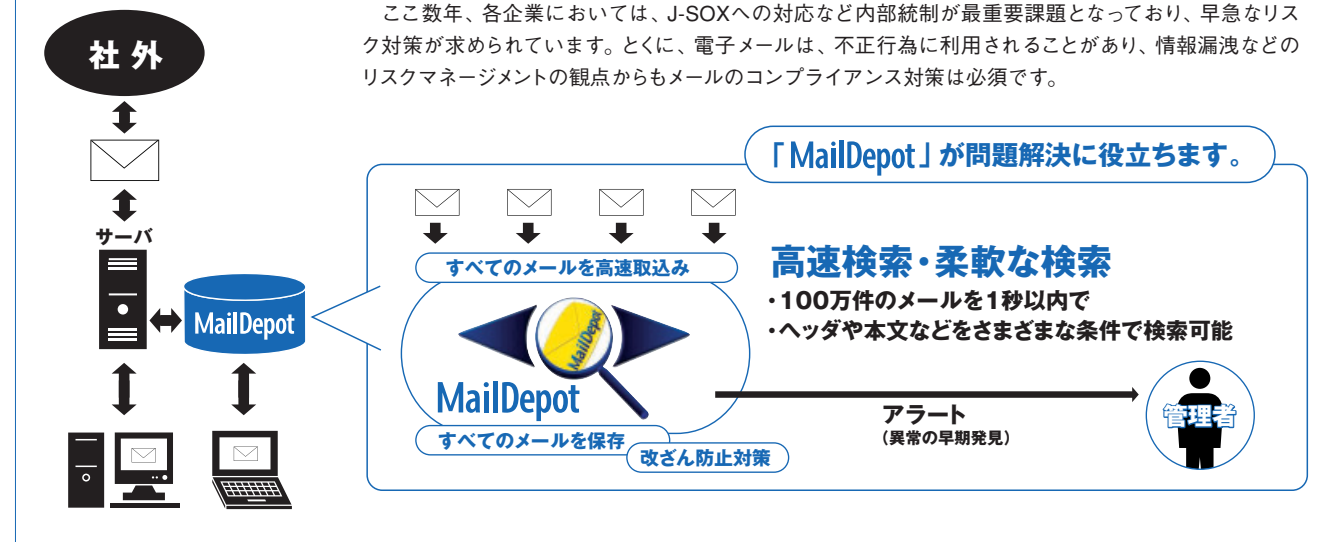 ここ数年、各企業においては、J-SOXへの対応など内部統制が最重要課題となっており、早急なリス
ク対策が求められています。とくに、電子メールは、不正行為に利用されることがあり、情報漏洩などの
リスクマネージメントの観点からもメールのコンプライアンス対策は必須です。
社外
サーバ
MailDepot
「MailDepot」が問題解決に役立ちます。
すべてのメールを高速取込み
MailDepot
MailDepot
すべてのメールを保存
改ざん防止対策
高速検索・柔軟な検索
・100万件のメールを1秒以内で
・ヘッダや本文などをさまざまな条件で検索可能
アラート
（異常の早期発見）
管理者